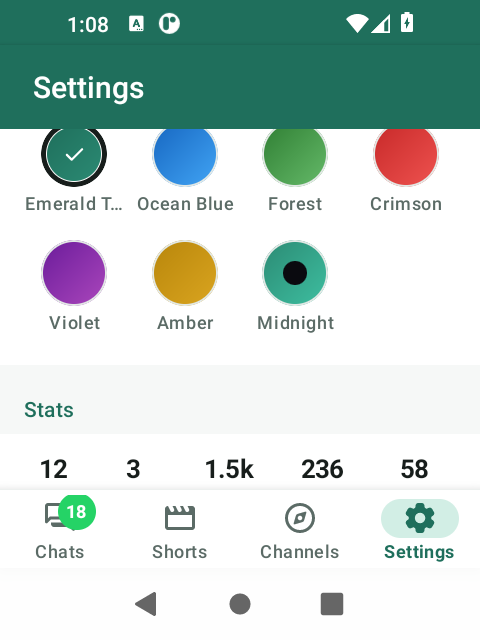 1:08
Settings
Emerald T... Ocean Blue Forest Crimson
Violet Amber Midnight
Stats
12 3 1.5k 236 58
18
Chats Shorts Channels Settings